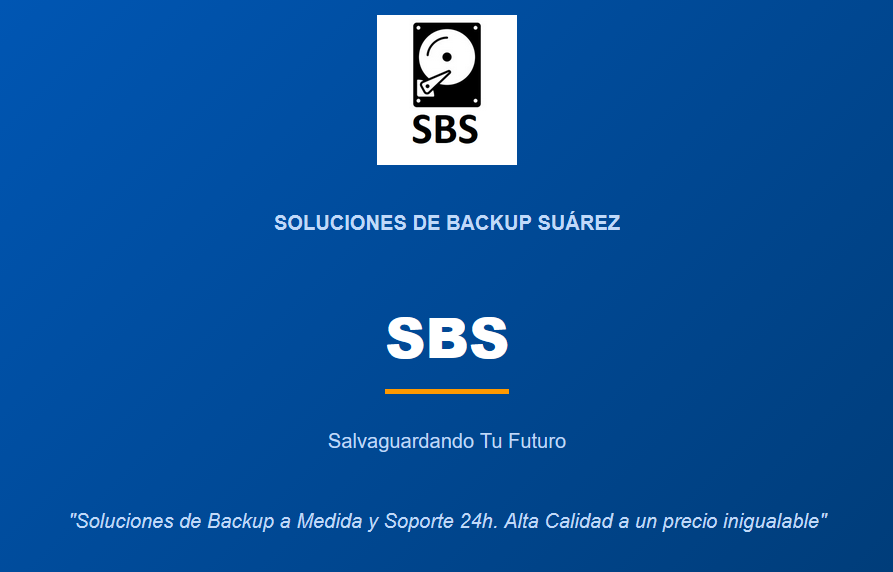 SBS
SOLUCIONES DE BACKUP SUÁREZ
SBS
Salvaguardando Tu Futuro
"Soluciones de Backup a Medida y Soporte 24h. Alta Calidad a un precio inigualable"